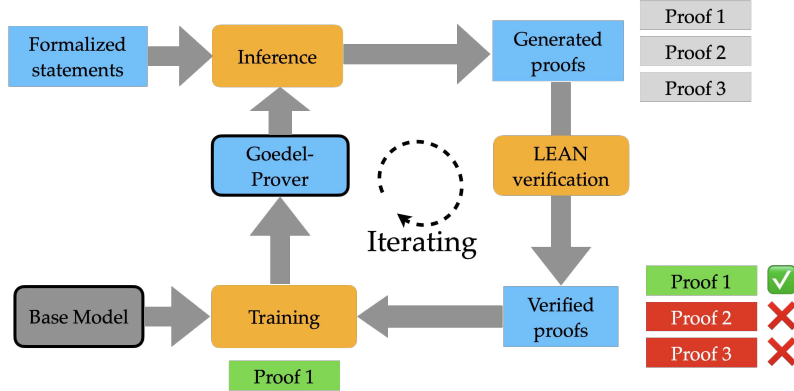 Formalized
statements
Inference
Generated
proofs
Proof 1
Proof 2
Proof 3
Goedel-
Prover
LEAN
verification
Iterating
Base Model
Training
Verified
proofs
Proof 1
Proof 2
Proof 3
Proof 1